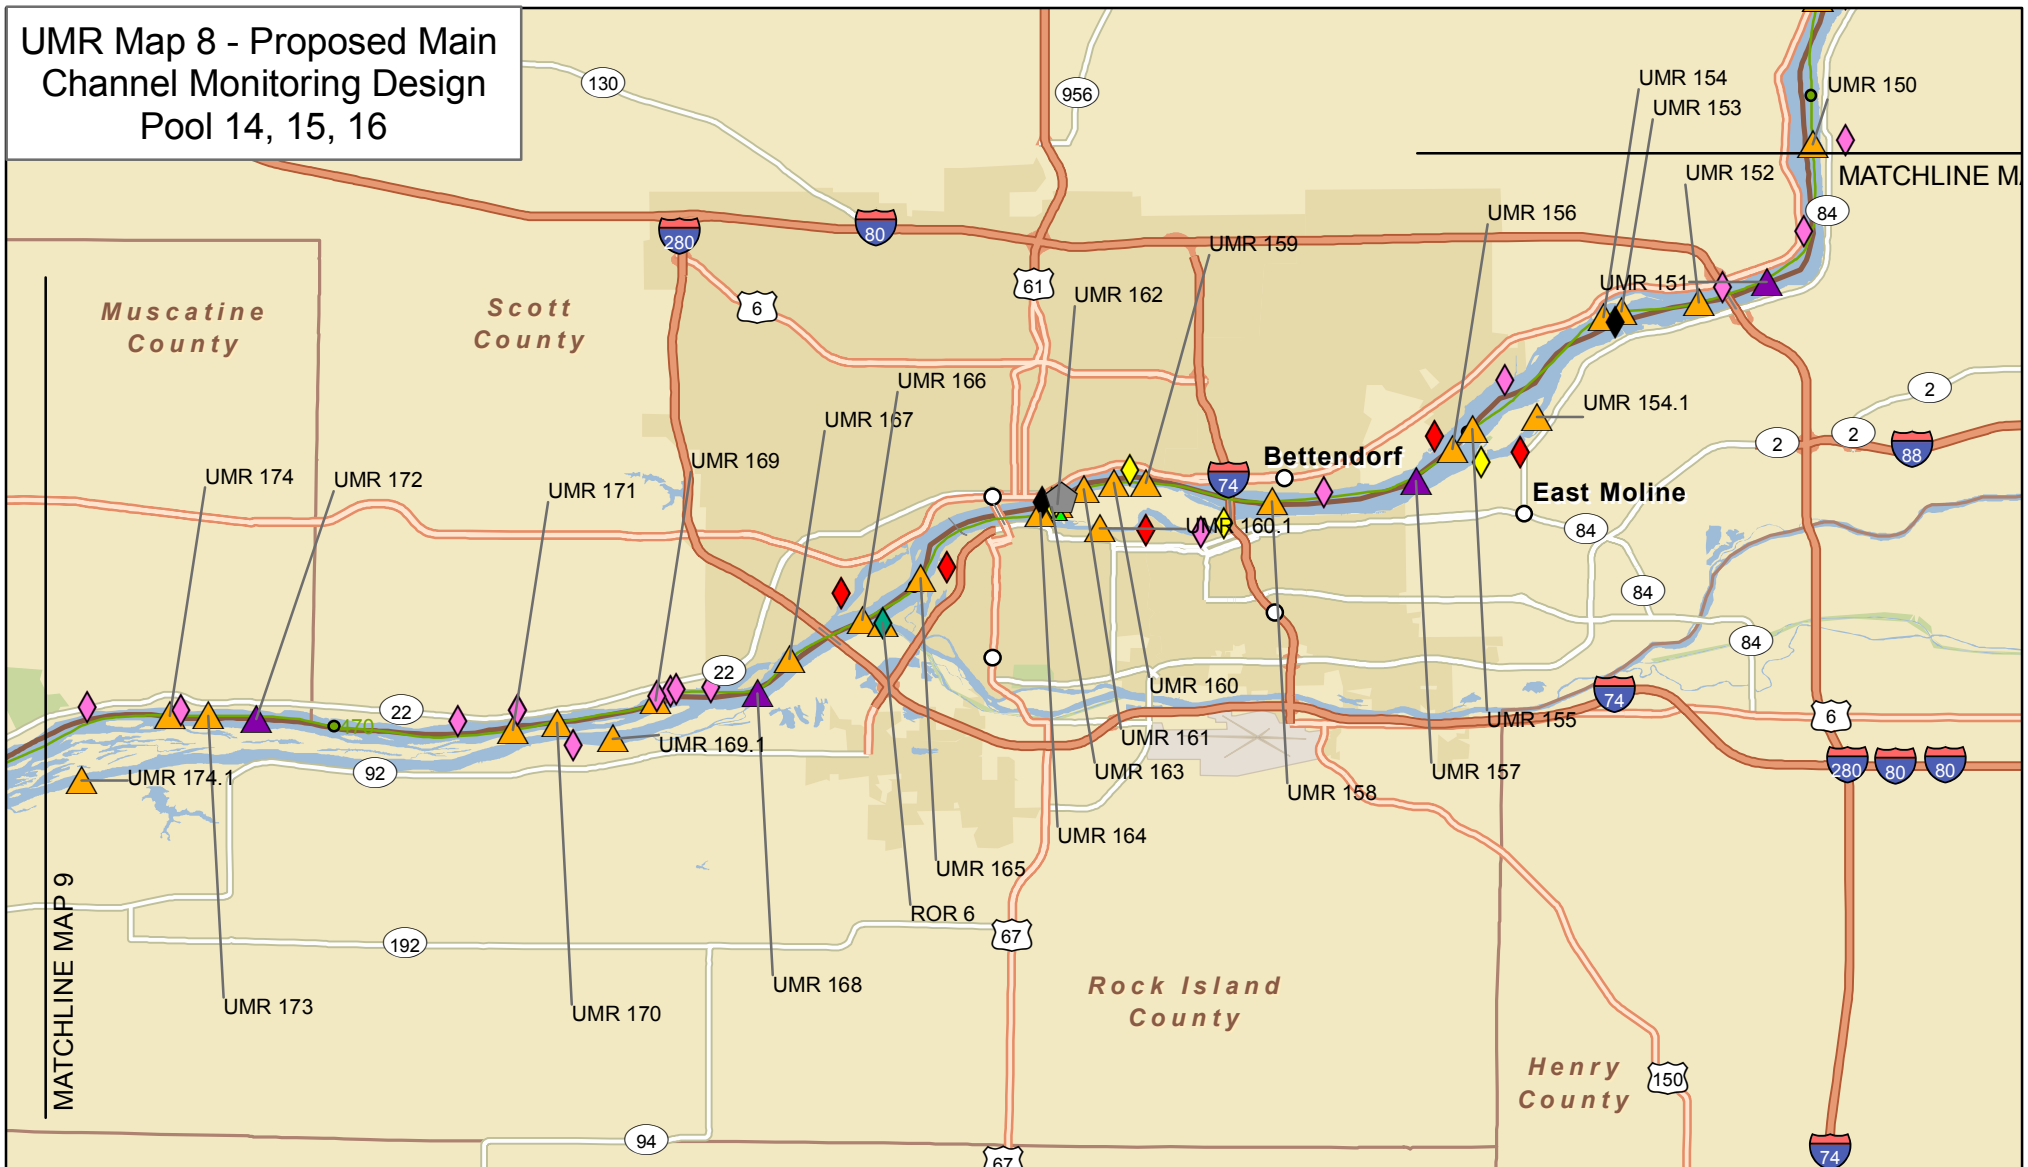 UMR Map 8 - Proposed Main
Channel Monitoring Design
Pool 14, 15, 16
130
956
UMR 154
UMR 153
UMR 150
MATCHLINE
UMR 152
84
UMR 156
280
80
UMR 159
61
UMR 151
Muscatine
County
Scott
County
6
UMR 162
UMR 166
UMR 167
2
UMR 154.1
2
2
88
UMR 174
UMR 172
UMR 169
UMR 171
Bettendorf
74
East Moline
UMR 160.1
84
84
84
22
22
470
UMR 160
74
UMR 155
6
UMR 161
UMR 169.1
UMR 163
UMR 157
280
80
80
92
UMR 174.1
UMR 158
UMR 164
UMR 165
ROR 6
67
192
MATCHLINE MAP 9
UMR 173
UMR 170
UMR 168
Rock Island
County
Henry
County
150
94
67
74